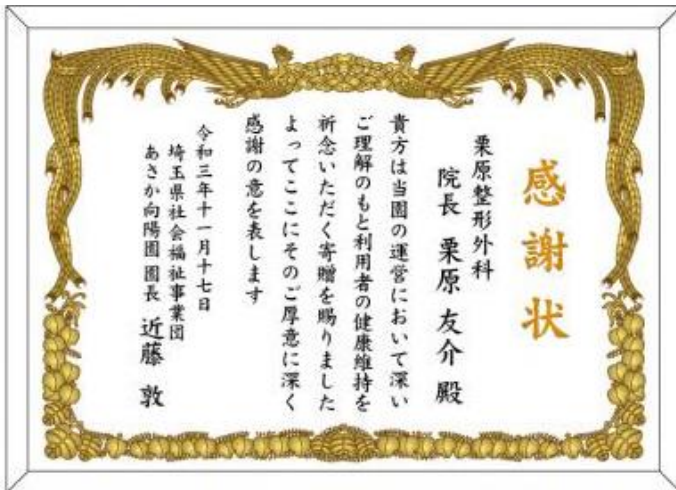 感謝状
栗原整形外科
院長 栗原 友介 殿
貴方は当園の運営において深い
ご理解のもと利用者の健康維持を
祈念いただく寄贈を賜りました
よってここにそのご厚意に深く
感謝の意を表します
令和三年十一月十七日
埼玉県社会福祉事業団
あさか向陽園 園長 近藤 敦